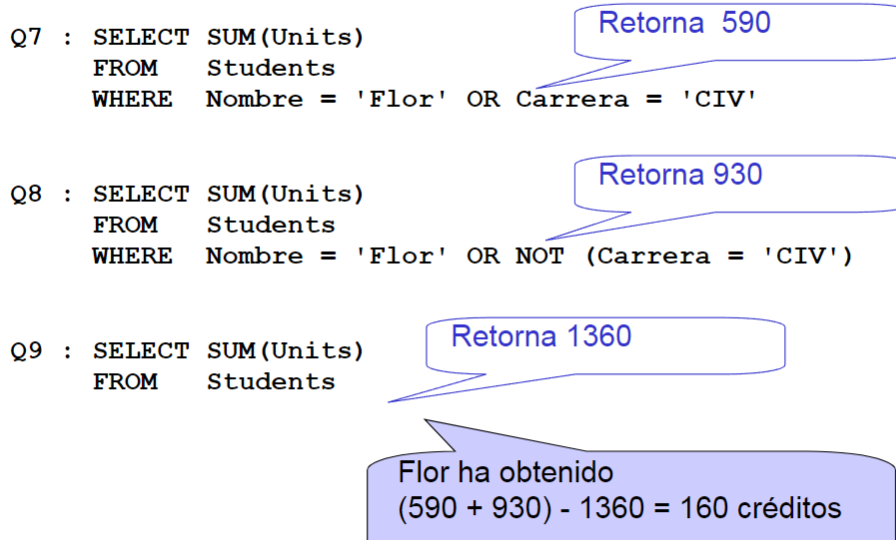 Q7 : SELECT SUM(Units)
FROM Students
WHERE Nombre = 'Flor' OR Carrera = 'CIV'
Retorna 590
Q8 : SELECT SUM(Units)
FROM Students
WHERE Nombre = 'Flor' OR NOT (Carrera = 'CIV')
Retorna 930
Q9 : SELECT SUM(Units)
FROM Students
Retorna 1360
Flor ha obtenido
(590 + 930) - 1360 = 160 créditos